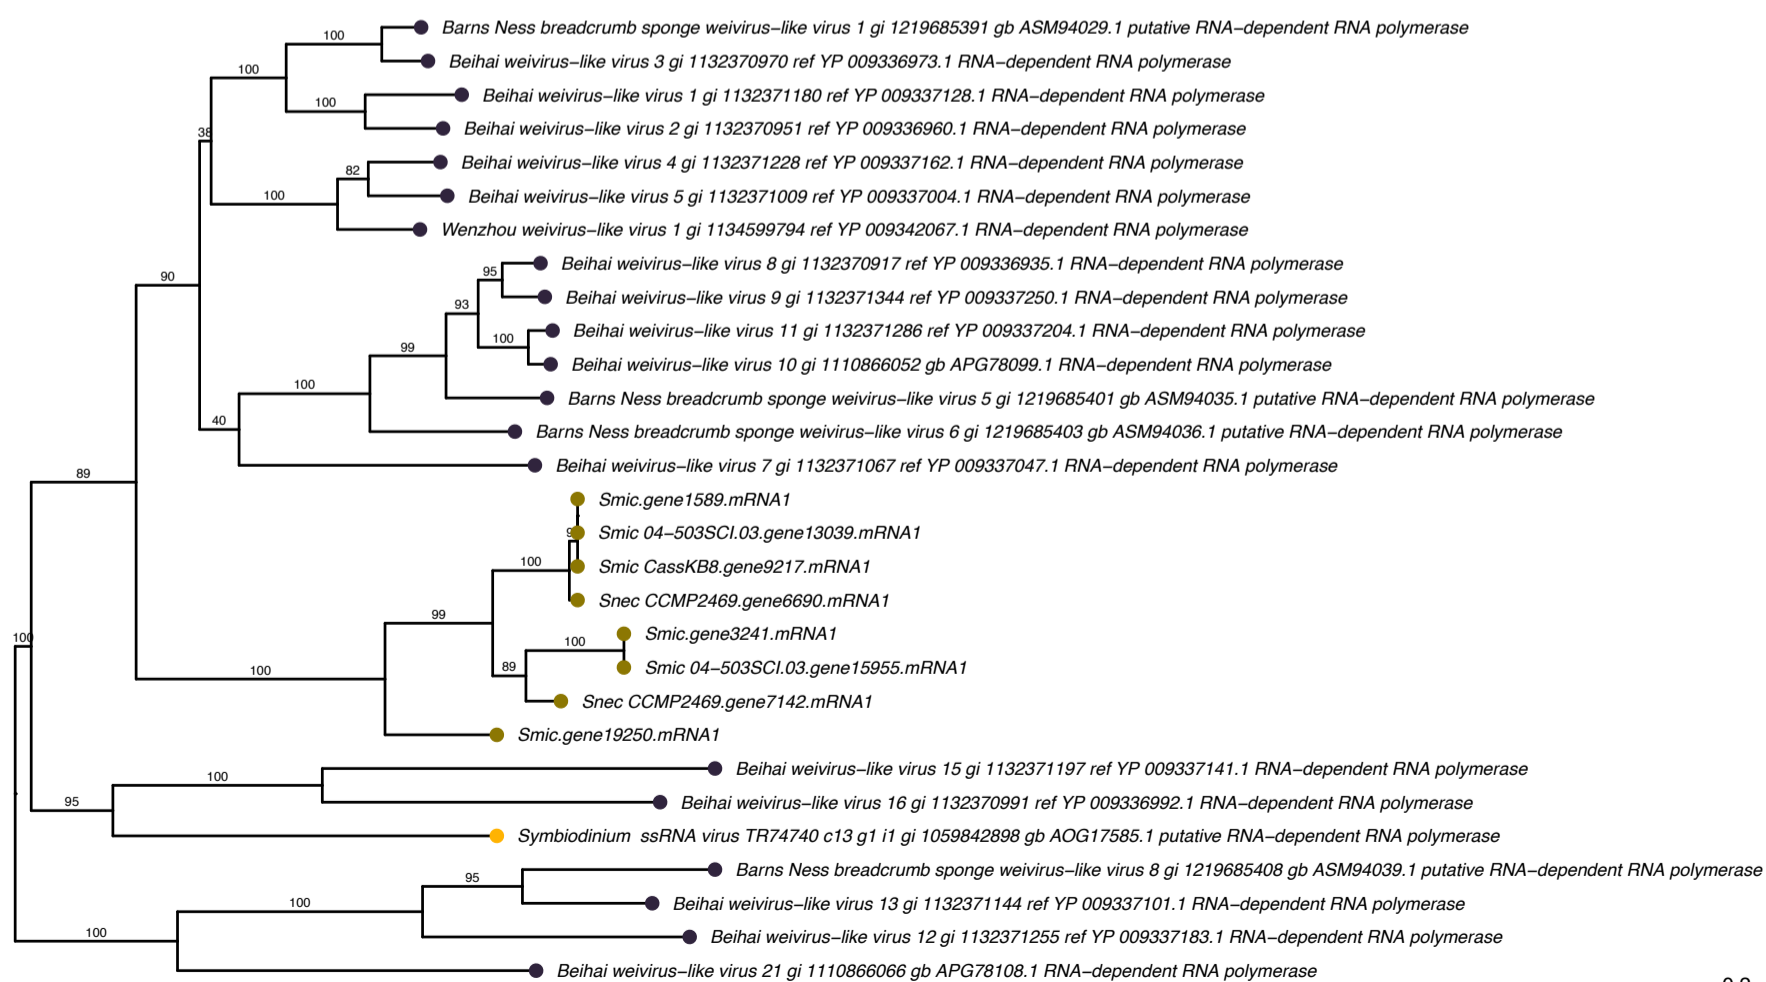 Barns Ness breadcrumb sponge weivirus−like virus 1 gi 1219685391 gb ASM94029.1 putative RNA−dependent RNA polymerase
100
Beihai weivirus−like virus 3 gi 1132370970 ref YP 009336973.1 RNA−dependent RNA polymerase
100
Beihai weivirus−like virus 1 gi 1132371180 ref YP 009337128.1 RNA−dependent RNA polymerase
100
Beihai weivirus−like virus 2 gi 1132370951 ref YP 009336960.1 RNA−dependent RNA polymerase
38
Beihai weivirus−like virus 4 gi 1132371228 ref YP 009337162.1 RNA−dependent RNA polymerase
82
Beihai weivirus−like virus 5 gi 1132371009 ref YP 009337004.1 RNA−dependent RNA polymerase
100
Wenzhou weivirus−like virus 1 gi 1134599794 ref YP 009342067.1 RNA−dependent RNA polymerase
Beihai weivirus−like virus 8 gi 1132370917 ref YP 009336935.1 RNA−dependent RNA polymerase
95
90
Beihai weivirus−like virus 9 gi 1132371344 ref YP 009337250.1 RNA−dependent RNA polymerase
93
Beihai weivirus−like virus 11 gi 1132371286 ref YP 009337204.1 RNA−dependent RNA polymerase
100
99
Beihai weivirus−like virus 10 gi 1110866052 gb APG78099.1 RNA−dependent RNA polymerase
100
Barns Ness breadcrumb sponge weivirus−like virus 5 gi 1219685401 gb ASM94035.1 putative RNA−dependent RNA polymerase
40
Barns Ness breadcrumb sponge weivirus−like virus 6 gi 1219685403 gb ASM94036.1 putative RNA−dependent RNA polymerase
Beihai weivirus−like virus 7 gi 1132371067 ref YP 009337047.1 RNA−dependent RNA polymerase
89
Smic.gene1589.mRNA1
Smic 04−503SCI.03.gene13039.mRNA1
100
Smic CassKB8.gene9217.mRNA1
Snec CCMP2469.gene6690.mRNA1
99
Smic.gene3241.mRNA1
100
100
Smic 04−503SCI.03.gene15955.mRNA1
89
100
Snec CCMP2469.gene7142.mRNA1
Smic.gene19250.mRNA1
Beihai weivirus−like virus 15 gi 1132371197 ref YP 009337141.1 RNA−dependent RNA polymerase
100
Beihai weivirus−like virus 16 gi 1132370991 ref YP 009336992.1 RNA−dependent RNA polymerase
95
Symbiodinium ssRNA virus TR74740 c13 g1 i1 gi 1059842898 gb AOG17585.1 putative RNA−dependent RNA polymerase
Barns Ness breadcrumb sponge weivirus−like virus 8 gi 1219685408 gb ASM94039.1 putative RNA−dependent RNA polymerase
95
100
Beihai weivirus−like virus 13 gi 1132371144 ref YP 009337101.1 RNA−dependent RNA polymerase
100
Beihai weivirus−like virus 12 gi 1132371255 ref YP 009337183.1 RNA−dependent RNA polymerase
Beihai weivirus−like virus 21 gi 1110866066 gb APG78108.1 RNA−dependent RNA polymerase